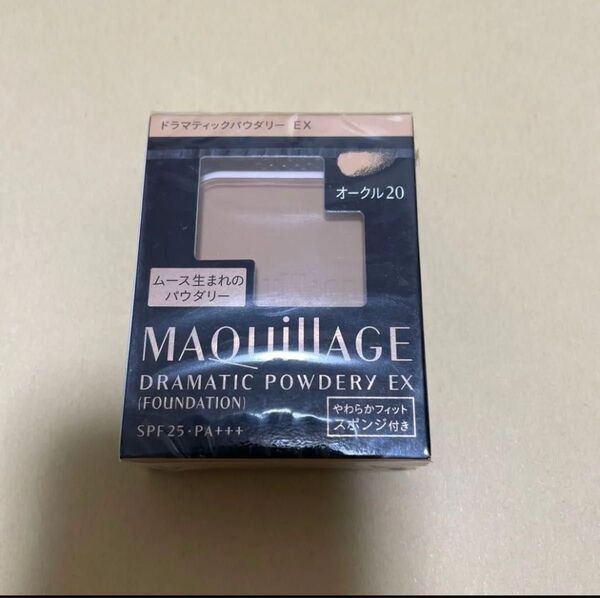 ドラマティックパウダリー EX
オークル20
ムース生まれの
パウダリー
MAQuillAGE
DRAMATIC POWDERY EX
(FOUNDATION)
SPF25・PA+++
やわらかフィット
スポンジ付き